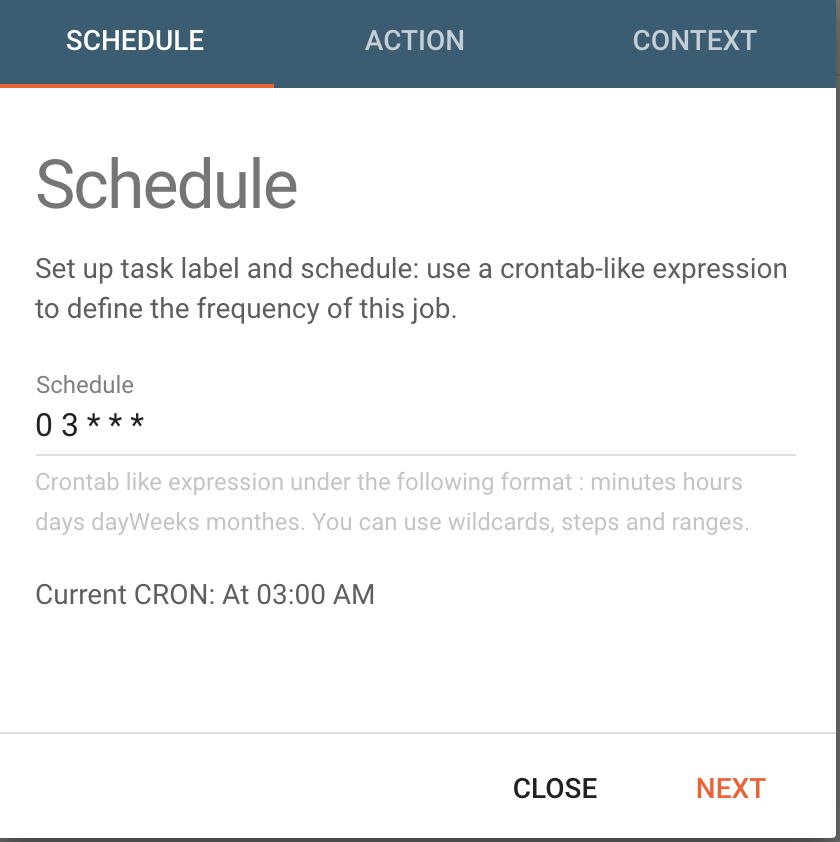 SCHEDULE ACTION CONTEXT
Schedule
Set up task label and schedule: use a crontab-like expression
to define the frequency of this job.
Schedule
0 3 * * *
Crontab like expression under the following format : minutes hours
days dayWeeks monthes. You can use wildcards, steps and ranges.
Current CRON: At 03:00 AM
CLOSE NEXT